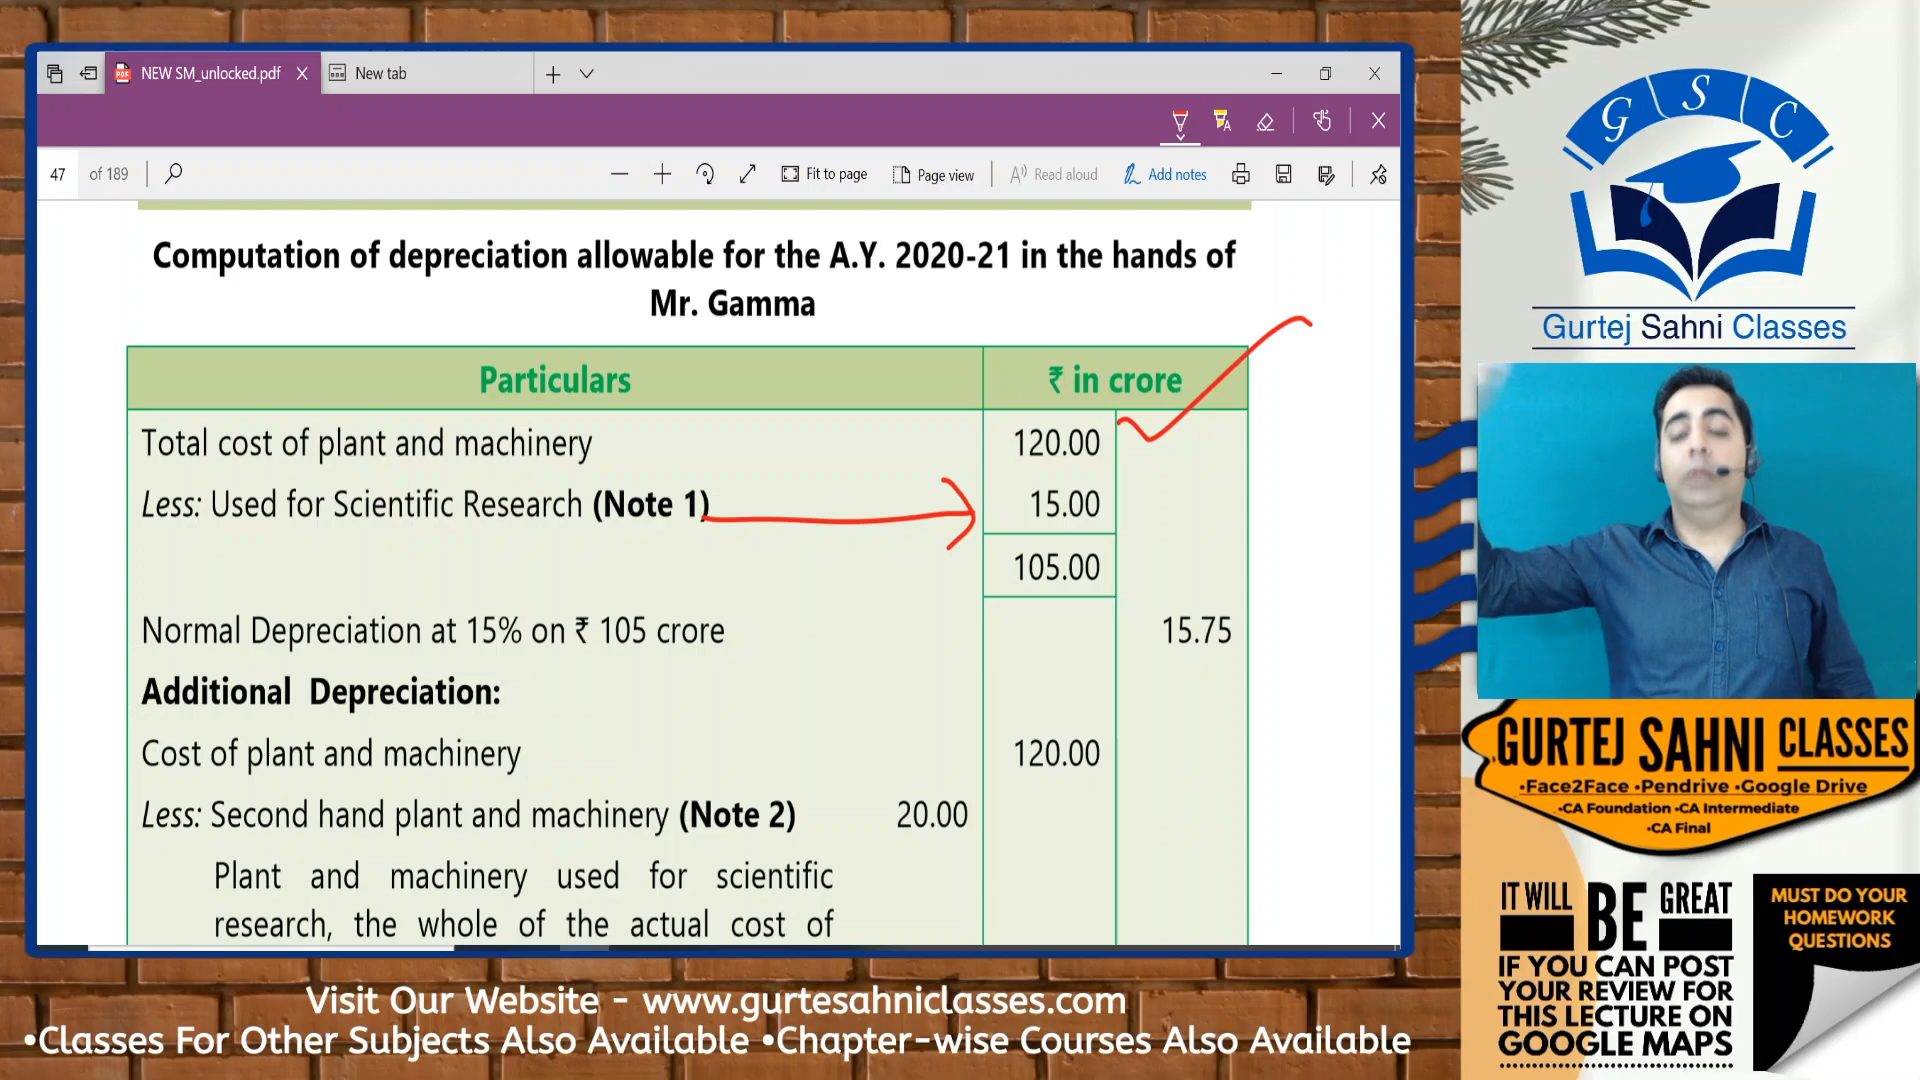 NEW SM_unlocked.pdf
New tab
47 of 189
Fit to page
Page view
Read aloud
Add notes
Computation of depreciation allowable for the A.Y. 2020-21 in the hands of
Mr. Gamma
Particulars ₹ in crore
Total cost of plant and machinery 120.00
Less: Used for Scientific Research (Note 1) 15.00
105.00
Normal Depreciation at 15% on ₹ 105 crore 15.75
Additional Depreciation:
Cost of plant and machinery 120.00
Less: Second hand plant and machinery (Note 2) 20.00
Plant and machinery used for scientific
research, the whole of the actual cost of
G S C
Gurtej Sahni Classes
GURTEJ SAHNI CLASSES
•Face2Face •Pendrive •Google Drive
•CA Foundation •CA Intermediate
•CA Final
IT WILL BE GREAT
IF YOU CAN POST
YOUR REVIEW FOR
THIS LECTURE ON
GOOGLE MAPS
MUST DO YOUR
HOMEWORK
QUESTIONS
Visit Our Website - www.gurtesahniclasses.com
•Classes For Other Subjects Also Available •Chapter-wise Courses Also Available